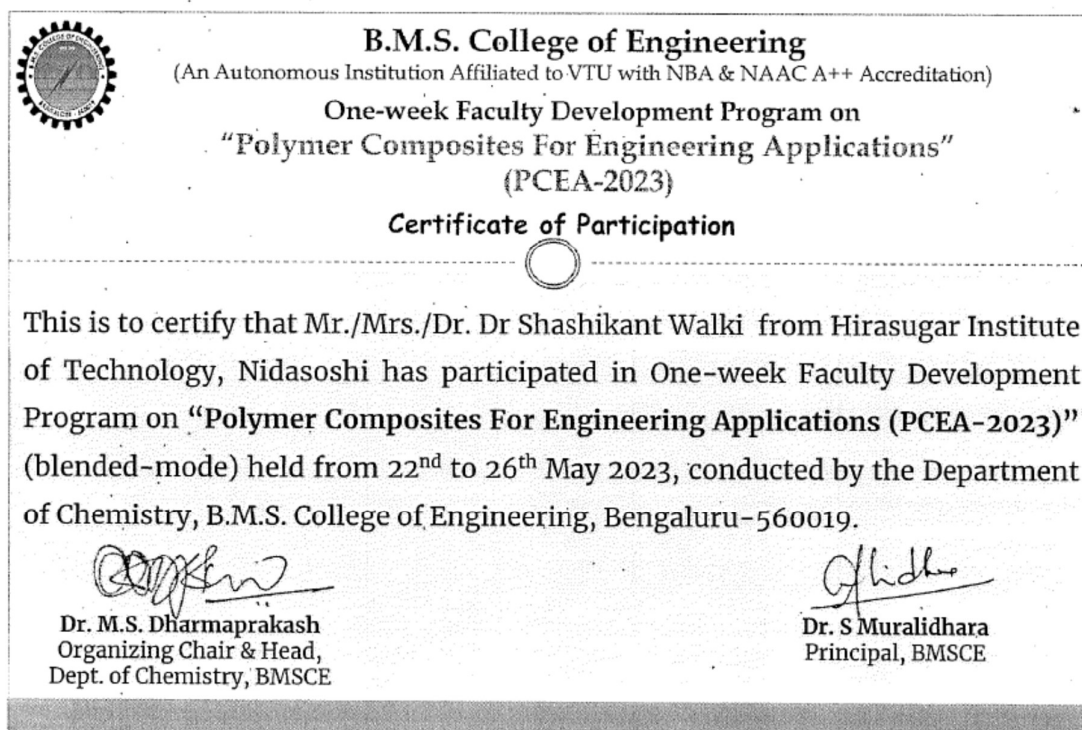 B.M.S. College of Engineering
(An Autonomous Institution Affiliated to VTU with NBA & NAAC A++ Accreditation)
One-week Faculty Development Program on
“Polymer Composites For Engineering Applications”
(PCEA-2023)
Certificate of Participation
This is to certify that Mr./Mrs./Dr. Dr Shashikant Walki from Hirasugar Institute
of Technology, Nidasoshi has participated in One-week Faculty Development
Program on “Polymer Composites For Engineering Applications (PCEA-2023)”
(blended-mode) held from 22nd to 26th May 2023, conducted by the Department
of Chemistry, B.M.S. College of Engineering, Bengaluru-560019.
Dr. M.S. Dharmaprakash
Organizing Chair & Head,
Dept. of Chemistry, BMSCE
Dr. S Muralidhara
Principal, BMSCE